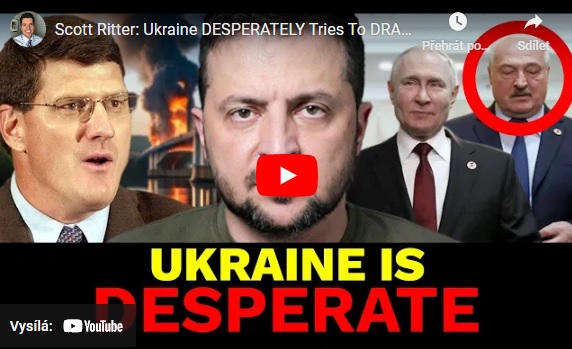 Scott Ritter: Ukraine DESPERATELY Tries To DRA...
Přehrát po...
Sdílet
UKRAINE IS
DESPERATE
Vysílá: YouTube